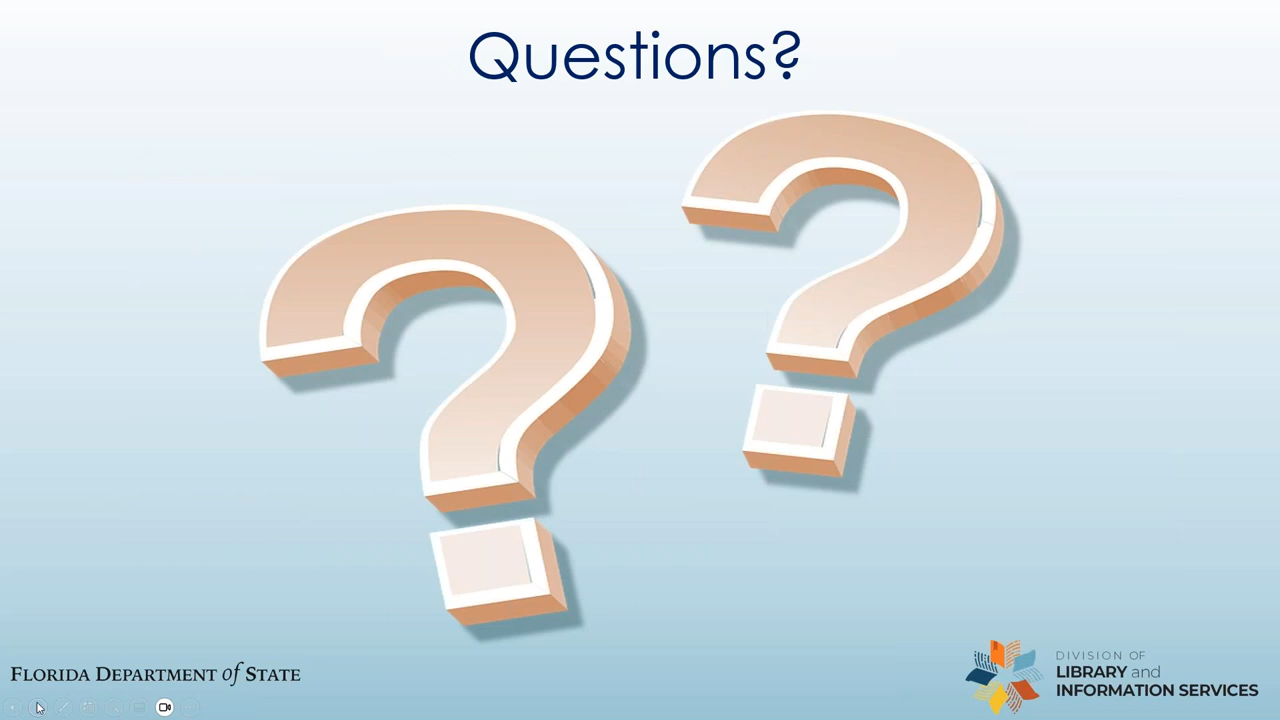 Questions?
FLORIDA DEPARTMENT of STATE
DIVISION OF
LIBRARY and
INFORMATION SERVICES